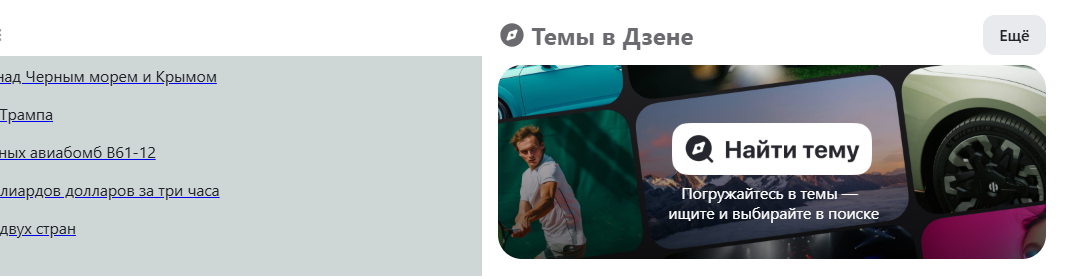 над Черным морем и Крымом
Трампа
ных авиабомб B61-12
лиардов долларов за три часа
двух стран
Темы в Дзене
Ещё
Найти тему
Погружайтесь в темы —
ищите и выбирайте в поиске